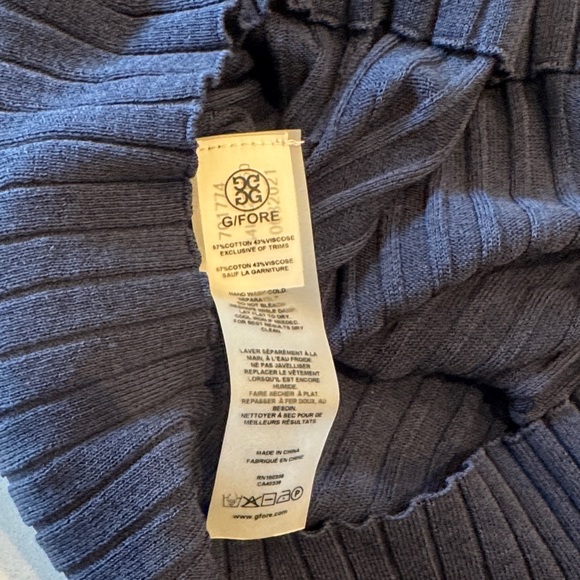 G/FORE
57%COTTON 43%VISCOSE
EXCLUSIVE OF TRIMS
57%COTON 43%VISCOSE
SAUF LA GARNITURE
HAND WASH COLD
SEPARATELY
DO NOT BLEACH
LAY FLAT TO DRY
FOR BEST RESULTS DRY
CLEAN.
LAVER SÉPARÉMENT À LA
MAIN, À L'EAU FROIDE.
NE PAS JAVELLISER
REPLACER LE VÊTEMENT
LORSQU'IL EST ENCORE
HUMIDE.
FAIRE SÉCHER À PLAT.
REPASSER À FER DOUX, AU
BESOIN.
NETTOYER À SEC POUR DE
MEILLEURS RÉSULTATS
MADE IN CHINA
FABRIQUÉ EN CHINE
P
www.gfore.com